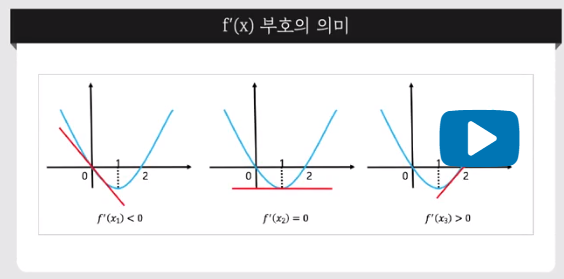 f′(x) 부호의 의미
1 1 1
0 2 0 2 0 2
f′(x₁) < 0 f′(x₂) = 0 f′(x₃) > 0